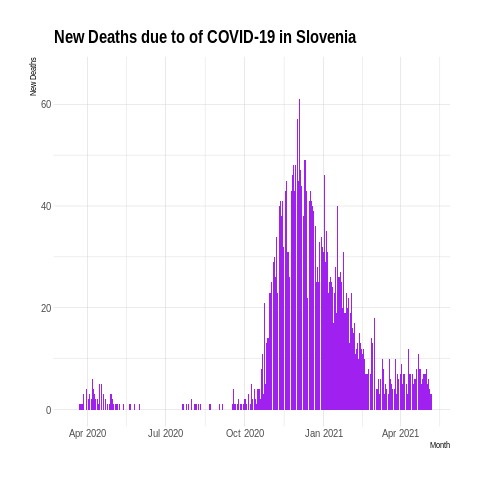 New Deaths due to of COVID-19 in Slovenia
New Deaths
60
40
20
0
Apr 2020 Jul 2020 Oct 2020 Jan 2021 Apr 2021
Month